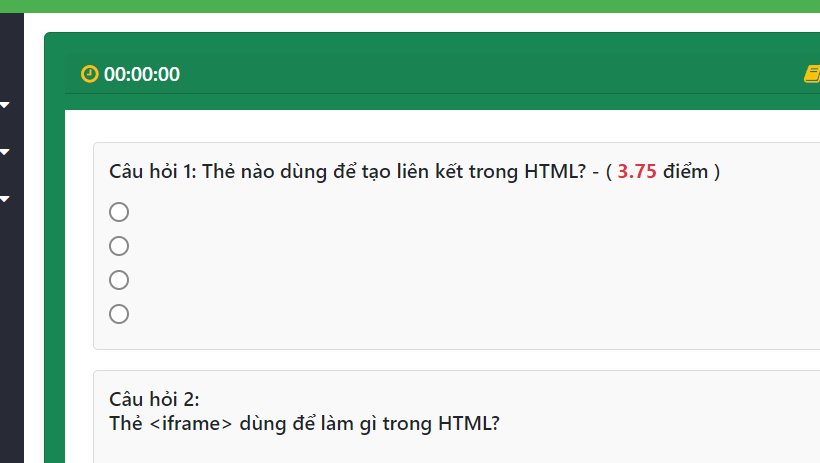 00:00:00
Câu hỏi 1: Thẻ nào dùng để tạo liên kết trong HTML? - ( 3.75 điểm )
Câu hỏi 2:
Thẻ <iframe> dùng để làm gì trong HTML?